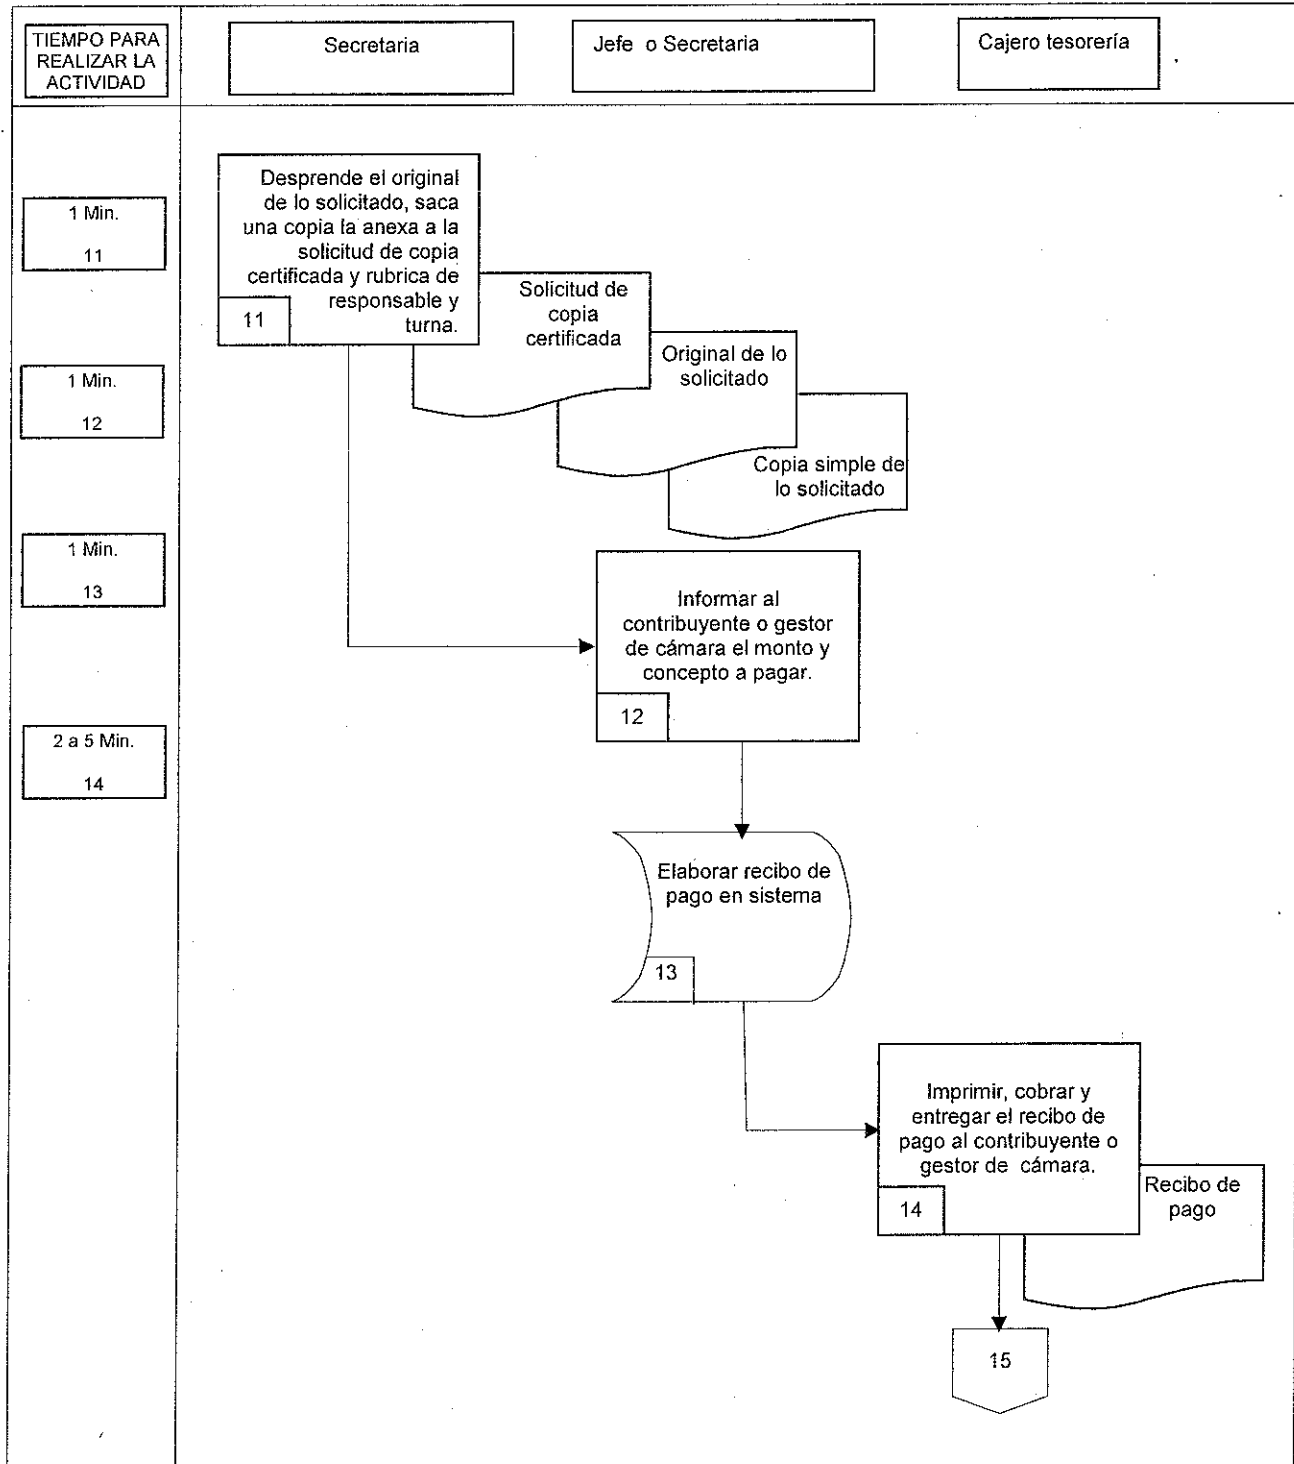 TIEMPO PARA
REALIZAR LA
ACTIVIDAD
Secretaria
Jefe o Secretaria
Cajero tesorería
1 Min.
11
1 Min.
12
1 Min.
13
2 a 5 Min.
14
Desprende el original
de lo solicitado, saca
una copia la anexa a la
solicitud de copia
certificada y rubrica de
responsable y
turna.
11
Solicitud de
copia
certificada
Original de lo
solicitado
Copia simple de
lo solicitado
Informar al
contribuyente o gestor
de cámara el monto y
concepto a pagar.
12
Elaborar recibo de
pago en sistema
13
Imprimir, cobrar y
entregar el recibo de
pago al contribuyente o
gestor de cámara.
14
Recibo de
pago
15